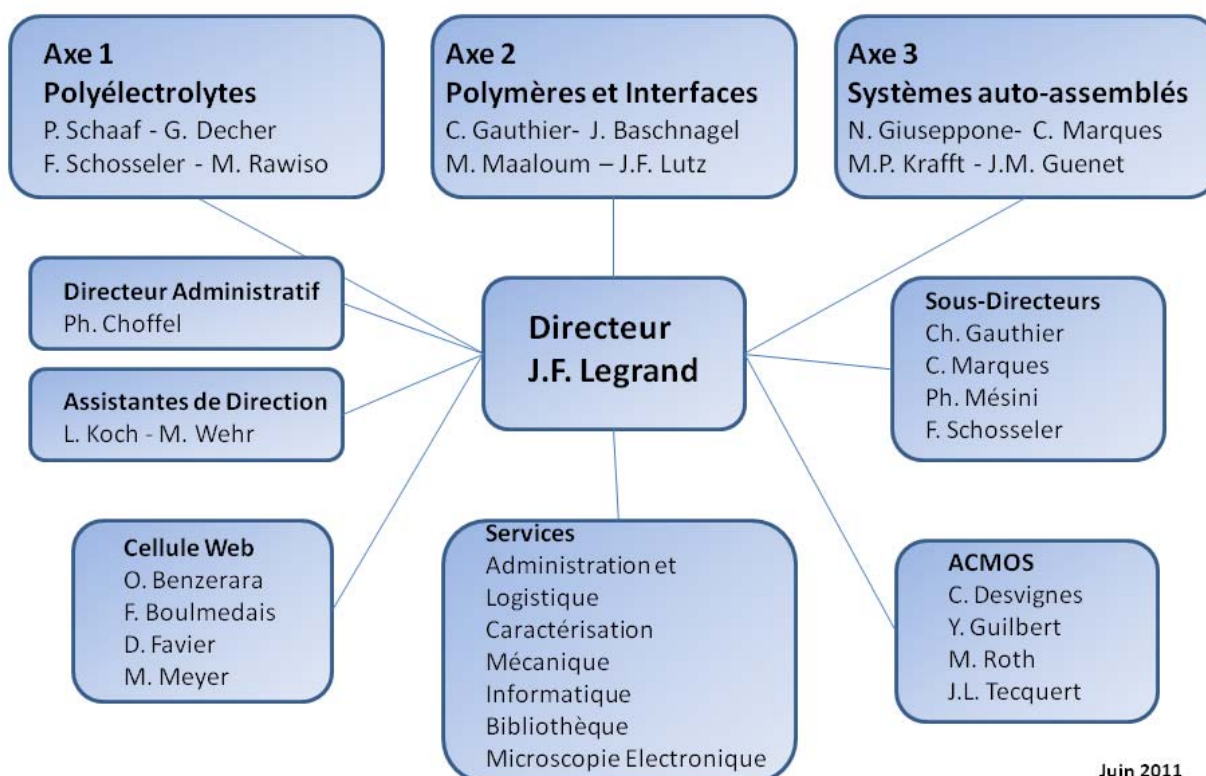 Axe 1
Polyélectrolytes
P. Schaaf - G. Decher
F. Schosseler - M. Rawiso
Axe 2
Polymères et Interfaces
C. Gauthier- J. Baschnagel
M. Maaloum – J.F. Lutz
Axe 3
Systèmes auto-assemblés
N. Giuseppone- C. Marques
M.P. Krafft - J.M. Guenet
Directeur Administratif
Ph. Choffel
Assistantes de Direction
L. Koch - M. Wehr
Directeur
J.F. Legrand
Sous-Directeurs
Ch. Gauthier
C. Marques
Ph. Mésini
F. Schosseler
Cellule Web
O. Benzerara
F. Boulmedais
D. Favier
M. Meyer
Services
Administration et
Logistique
Caractérisation
Mécanique
Informatique
Bibliothèque
Microscopie Electronique
ACMOS
C. Desvignes
Y. Guilbert
M. Roth
J.L. Tecquert
Juin 2011